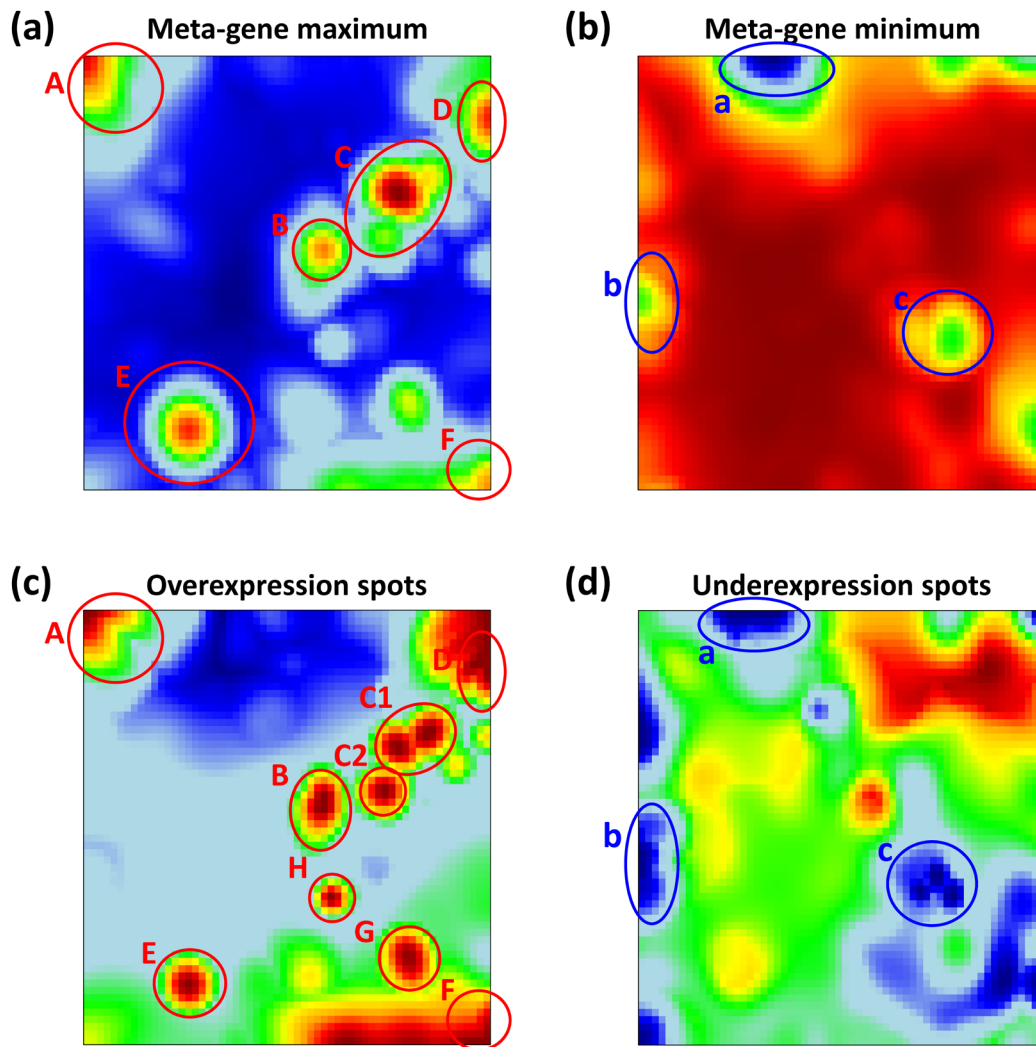 (a) Meta-gene maximum
A
D
C
B
E
F
(b) Meta-gene minimum
a
b
c
(c) Overexpression spots
A
D
C1
C2
B
H
G
E
F
(d) Underexpression spots
a
b
c